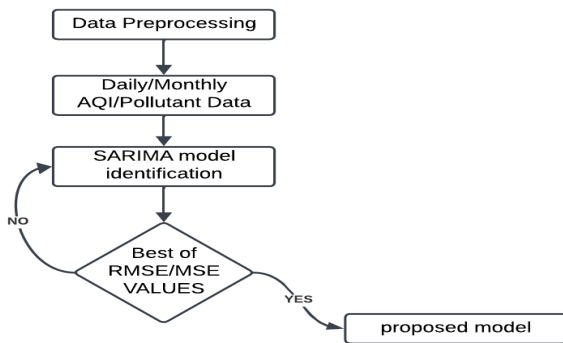 Data Preprocessing
Daily/Monthly
AQI/Pollutant Data
SARIMA model
identification
NO
Best of
RMSE/MSE
VALUES
YES
proposed model